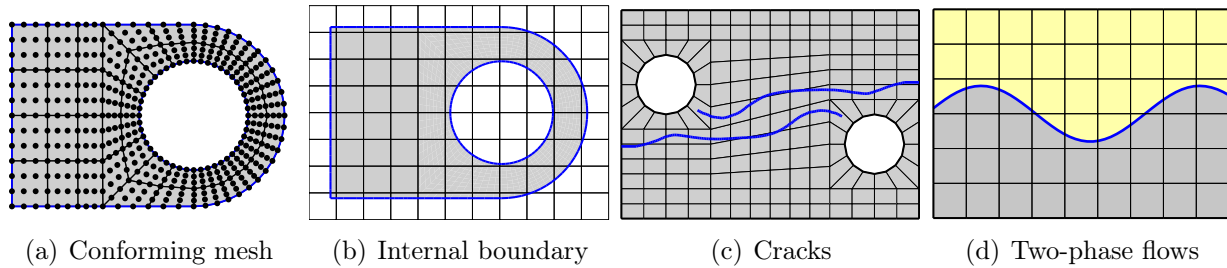 (a) Conforming mesh
(b) Internal boundary
(c) Cracks
(d) Two-phase flows